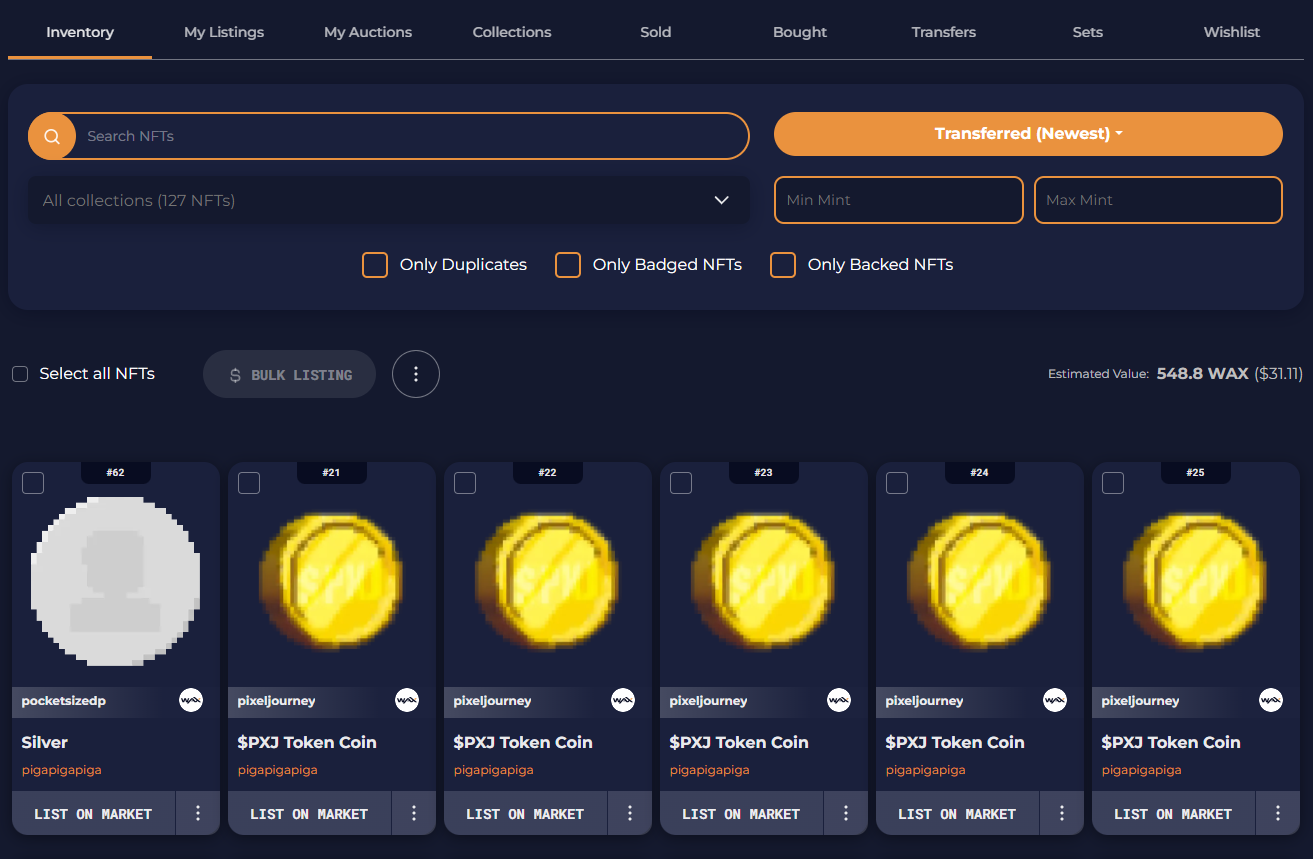 Inventory My Listings My Auctions Collections Sold Bought Transfers Sets Wishlist
Search NFTs Transferred (Newest)
All collections (127 NFTs) Min Mint Max Mint
Only Duplicates Only Badged NFTs Only Backed NFTs
Select all NFTs $ BULK LISTING Estimated Value: 548.8 WAX ($31.11)
#62 #21 #22 #23 #24 #25
pocketsizedp pixeljourney pixeljourney pixeljourney pixeljourney pixeljourney
Silver $PXJ Token Coin $PXJ Token Coin $PXJ Token Coin $PXJ Token Coin $PXJ Token Coin
pigapigapiga pigapigapiga pigapigapiga pigapigapiga pigapigapiga pigapigapiga
LIST ON MARKET LIST ON MARKET LIST ON MARKET LIST ON MARKET LIST ON MARKET LIST ON MARKET